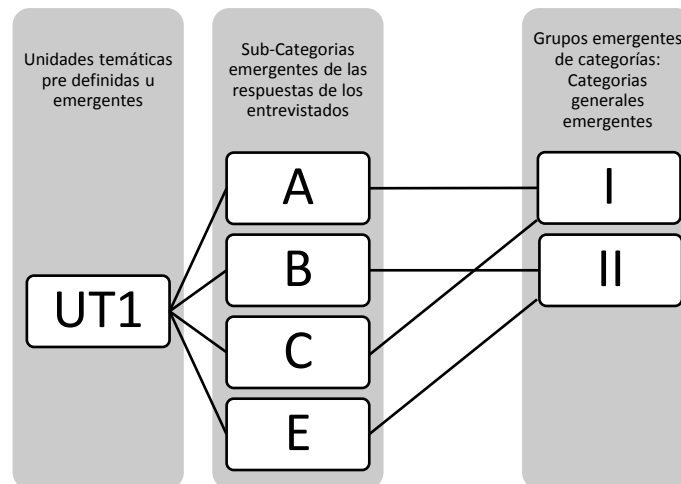 Unidades temáticas
pre definidas u
emergentes
Sub-Categorias
emergentes de las
respuestas de los
entrevistados
Grupos emergentes
de categorías:
Categorias
generales
emergentes
UT1
A
B
C
E
I
II